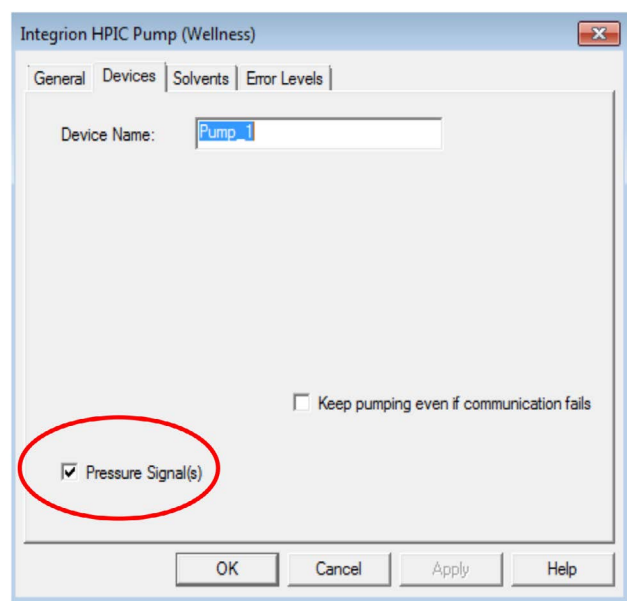 Integrion HPIC Pump (Wellness)
General Devices Solvents Error Levels
Device Name: Pump_1
Keep pumping even if communication fails
Pressure Signal(s)
OK Cancel Apply Help